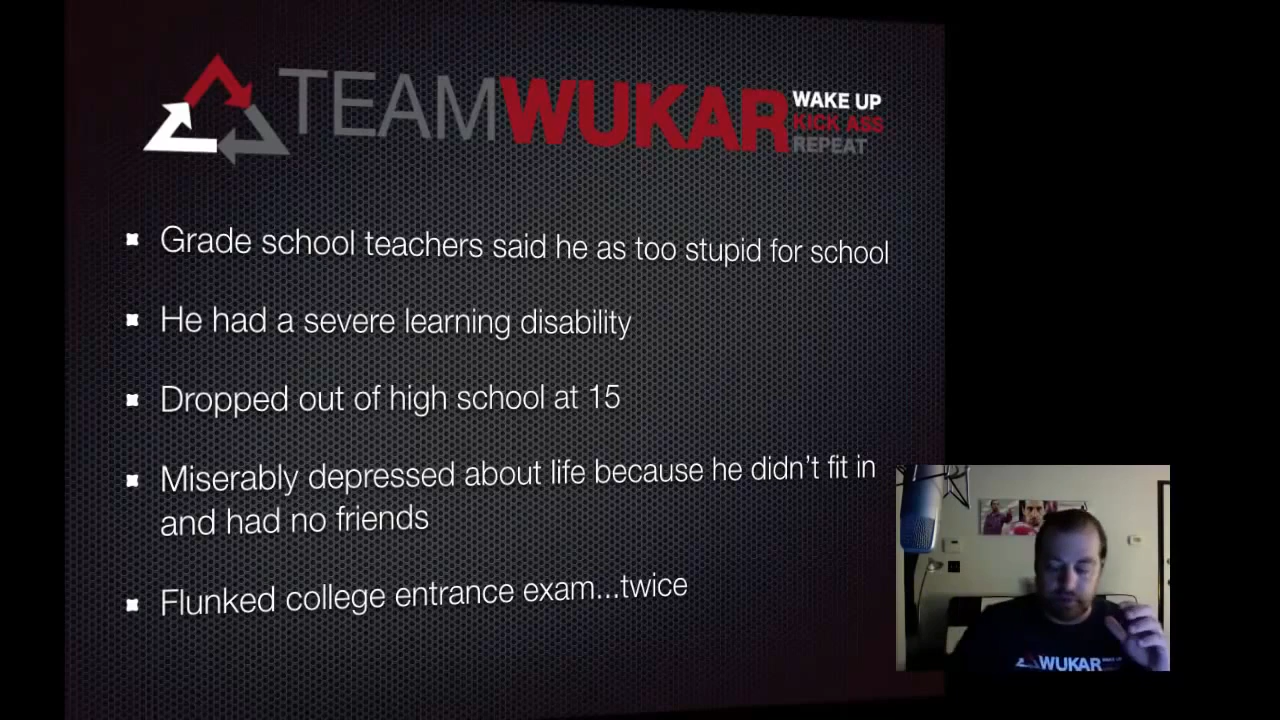 TEAMWUKAR
WAKE UP
KICK ASS
REPEAT
Grade school teachers said he as too stupid for school
He had a severe learning disability
Dropped out of high school at 15
Miserably depressed about life because he didn't fit in
and had no friends
Flunked college entrance exam...twice
WUKAR